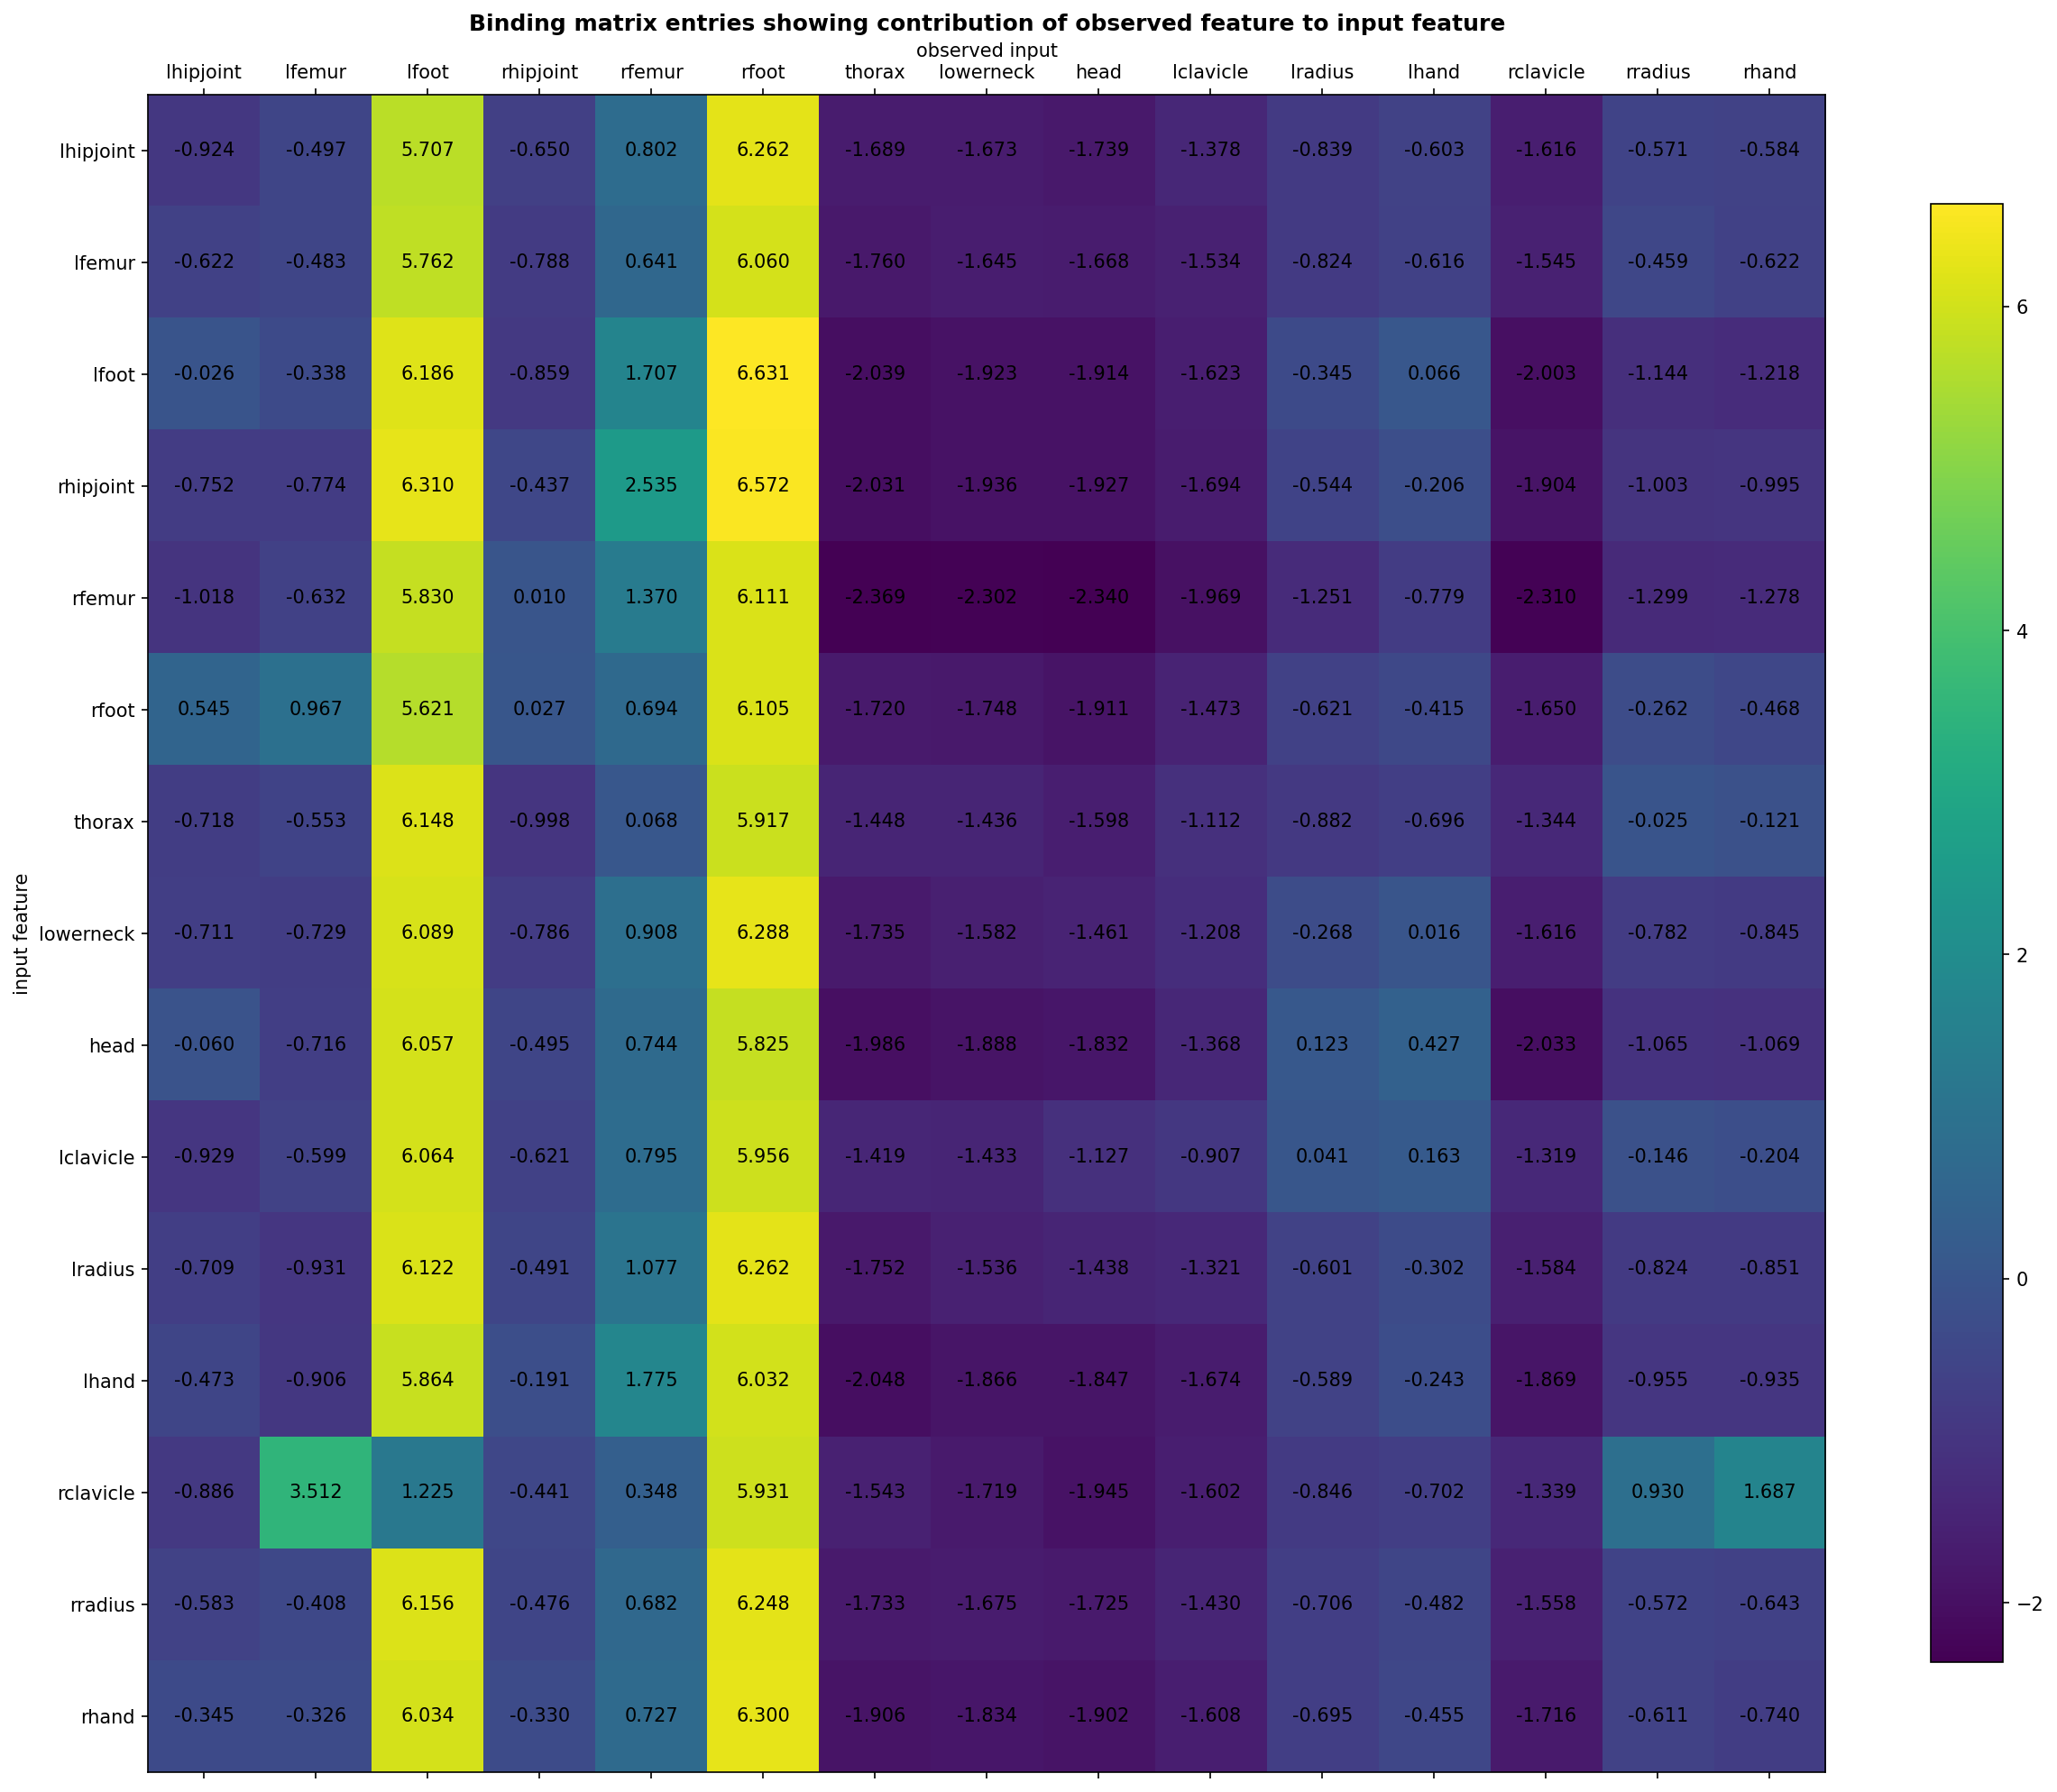 Binding matrix entries showing contribution of observed feature to input feature
observed input
lhipjoint lfemur lfoot rhipjoint rfemur rfoot thorax lowerneck head lclavicle lradius lhand rclavicle rradius rhand
lhipjoint -0.924 -0.497 5.707 -0.650 0.802 6.262 -1.689 -1.673 -1.739 -1.378 -0.839 -0.603 -1.616 -0.571 -0.584
lfemur -0.622 -0.483 5.762 -0.788 0.641 6.060 -1.760 -1.645 -1.668 -1.534 -0.824 -0.616 -1.545 -0.459 -0.622
6
lfoot -0.026 -0.338 6.186 -0.859 1.707 6.631 -2.039 -1.923 -1.914 -1.623 -0.345 0.066 -2.003 -1.144 -1.218
rhipjoint -0.752 -0.774 6.310 -0.437 2.535 6.572 -2.031 -1.936 -1.927 -1.694 -0.544 -0.206 -1.904 -1.003 -0.995
rfemur -1.018 -0.632 5.830 0.010 1.370 6.111 -2.369 -2.302 -2.340 -1.969 -1.251 -0.779 -2.310 -1.299 -1.278
4
rfoot 0.545 0.967 5.621 0.027 0.694 6.105 -1.720 -1.748 -1.911 -1.473 -0.621 -0.415 -1.650 -0.262 -0.468
thorax -0.718 -0.553 6.148 -0.998 0.068 5.917 -1.448 -1.436 -1.598 -1.112 -0.882 -0.696 -1.344 -0.025 -0.121
input feature
lowerneck -0.711 -0.729 6.089 -0.786 0.908 6.288 -1.735 -1.582 -1.461 -1.208 -0.268 0.016 -1.616 -0.782 -0.845
2
head -0.060 -0.716 6.057 -0.495 0.744 5.825 -1.986 -1.888 -1.832 -1.368 0.123 0.427 -2.033 -1.065 -1.069
lclavicle -0.929 -0.599 6.064 -0.621 0.795 5.956 -1.419 -1.433 -1.127 -0.907 0.041 0.163 -1.319 -0.146 -0.204
lradius -0.709 -0.931 6.122 -0.491 1.077 6.262 -1.752 -1.536 -1.438 -1.321 -0.601 -0.302 -1.584 -0.824 -0.851
0
lhand -0.473 -0.906 5.864 -0.191 1.775 6.032 -2.048 -1.866 -1.847 -1.674 -0.589 -0.243 -1.869 -0.955 -0.935
rclavicle -0.886 3.512 1.225 -0.441 0.348 5.931 -1.543 -1.719 -1.945 -1.602 -0.846 -0.702 -1.339 0.930 1.687
rradius -0.583 -0.408 6.156 -0.476 0.682 6.248 -1.733 -1.675 -1.725 -1.430 -0.706 -0.482 -1.558 -0.572 -0.643
−2
rhand -0.345 -0.326 6.034 -0.330 0.727 6.300 -1.906 -1.834 -1.902 -1.608 -0.695 -0.455 -1.716 -0.611 -0.740